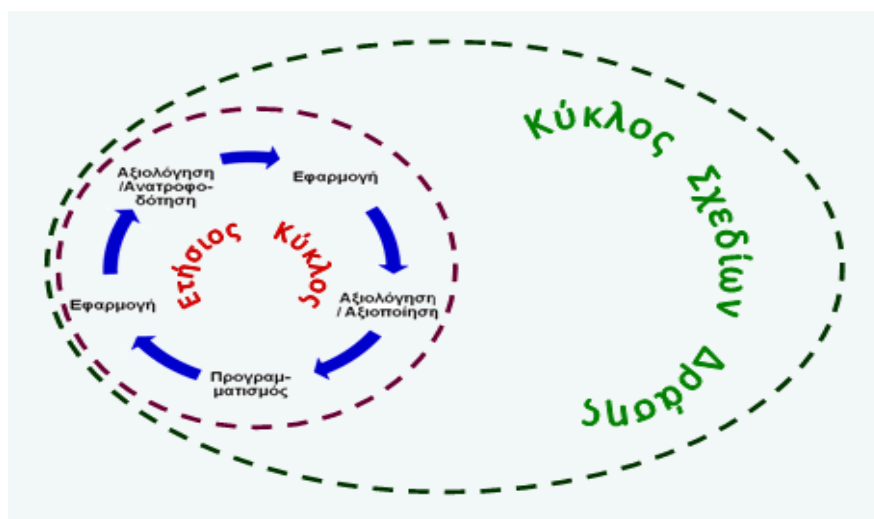 Αξιολόγηση
/Ανατροφο-
δότηση
Εφαρμογή
Αξιολόγηση
/ Αξιοποίηση
Προγραμ-
ματισμός
Εφαρμογή
Ετήσιος Κύκλος
Κύκλος Σχεδίων Δράσης